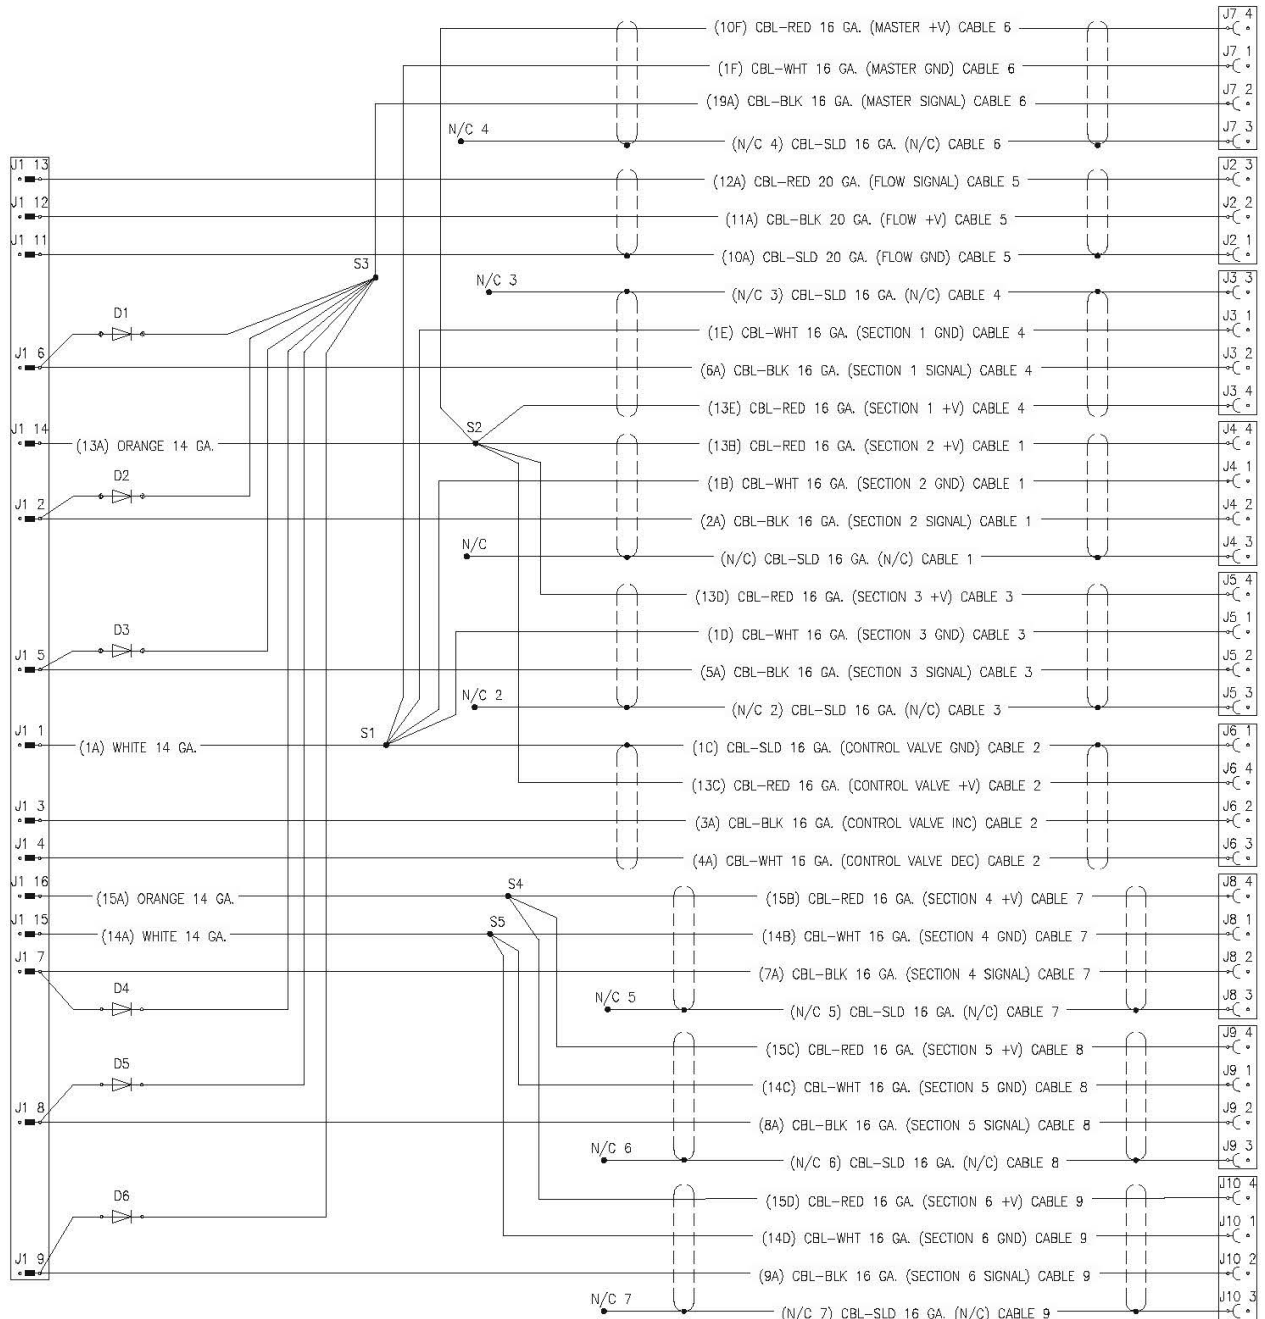 (10F) CBL-RED 16 GA. (MASTER +V) CABLE 6
J7 4
(1F) CBL-WHT 16 GA. (MASTER GND) CABLE 6
J7 1
(19A) CBL-BLK 16 GA. (MASTER SIGNAL) CABLE 6
J7 2
N/C 4
(N/C 4) CBL-SLD 16 GA. (N/C) CABLE 6
J7 3
J1 13
(12A) CBL-RED 20 GA. (FLOW SIGNAL) CABLE 5
J2 3
J1 12
(11A) CBL-BLK 20 GA. (FLOW +V) CABLE 5
J2 2
J1 11
(10A) CBL-SLD 20 GA. (FLOW GND) CABLE 5
J2 1
S3
N/C 3
(N/C 3) CBL-SLD 16 GA. (N/C) CABLE 4
J3 3
D1
(1E) CBL-WHT 16 GA. (SECTION 1 GND) CABLE 4
J3 1
J1 6
(6A) CBL-BLK 16 GA. (SECTION 1 SIGNAL) CABLE 4
J3 2
(13E) CBL-RED 16 GA. (SECTION 1 +V) CABLE 4
J3 4
J1 14
(13A) ORANGE 14 GA.
S2
(13B) CBL-RED 16 GA. (SECTION 2 +V) CABLE 1
J4 4
D2
(1B) CBL-WHT 16 GA. (SECTION 2 GND) CABLE 1
J4 1
J1 2
(2A) CBL-BLK 16 GA. (SECTION 2 SIGNAL) CABLE 1
J4 2
N/C
(N/C) CBL-SLD 16 GA. (N/C) CABLE 1
J4 3
(13D) CBL-RED 16 GA. (SECTION 3 +V) CABLE 3
J5 4
D3
(1D) CBL-WHT 16 GA. (SECTION 3 GND) CABLE 3
J5 1
J1 5
(5A) CBL-BLK 16 GA. (SECTION 3 SIGNAL) CABLE 3
J5 2
N/C 2
(N/C 2) CBL-SLD 16 GA. (N/C) CABLE 3
J5 3
J1 1
(1A) WHITE 14 GA.
S1
(1C) CBL-SLD 16 GA. (CONTROL VALVE GND) CABLE 2
J6 1
(13C) CBL-RED 16 GA. (CONTROL VALVE +V) CABLE 2
J6 4
J1 3
(3A) CBL-BLK 16 GA. (CONTROL VALVE INC) CABLE 2
J6 2
J1 4
(4A) CBL-WHT 16 GA. (CONTROL VALVE DEC) CABLE 2
J6 3
J1 16
(15A) ORANGE 14 GA.
S4
(15B) CBL-RED 16 GA. (SECTION 4 +V) CABLE 7
J8 4
J1 15
(14A) WHITE 14 GA.
S5
(14B) CBL-WHT 16 GA. (SECTION 4 GND) CABLE 7
J8 1
J1 7
(7A) CBL-BLK 16 GA. (SECTION 4 SIGNAL) CABLE 7
J8 2
D4
N/C 5
(N/C 5) CBL-SLD 16 GA. (N/C) CABLE 7
J8 3
(15C) CBL-RED 16 GA. (SECTION 5 +V) CABLE 8
J9 4
D5
(14C) CBL-WHT 16 GA. (SECTION 5 GND) CABLE 8
J9 1
J1 8
(8A) CBL-BLK 16 GA. (SECTION 5 SIGNAL) CABLE 8
J9 2
N/C 6
(N/C 6) CBL-SLD 16 GA. (N/C) CABLE 8
J9 3
D6
(15D) CBL-RED 16 GA. (SECTION 6 +V) CABLE 9
J10 4
(14D) CBL-WHT 16 GA. (SECTION 6 GND) CABLE 9
J10 1
J1 9
(9A) CBL-BLK 16 GA. (SECTION 6 SIGNAL) CABLE 9
J10 2
N/C 7
(N/C 7) CBL-SLD 16 GA. (N/C) CABLE 9
J10 3